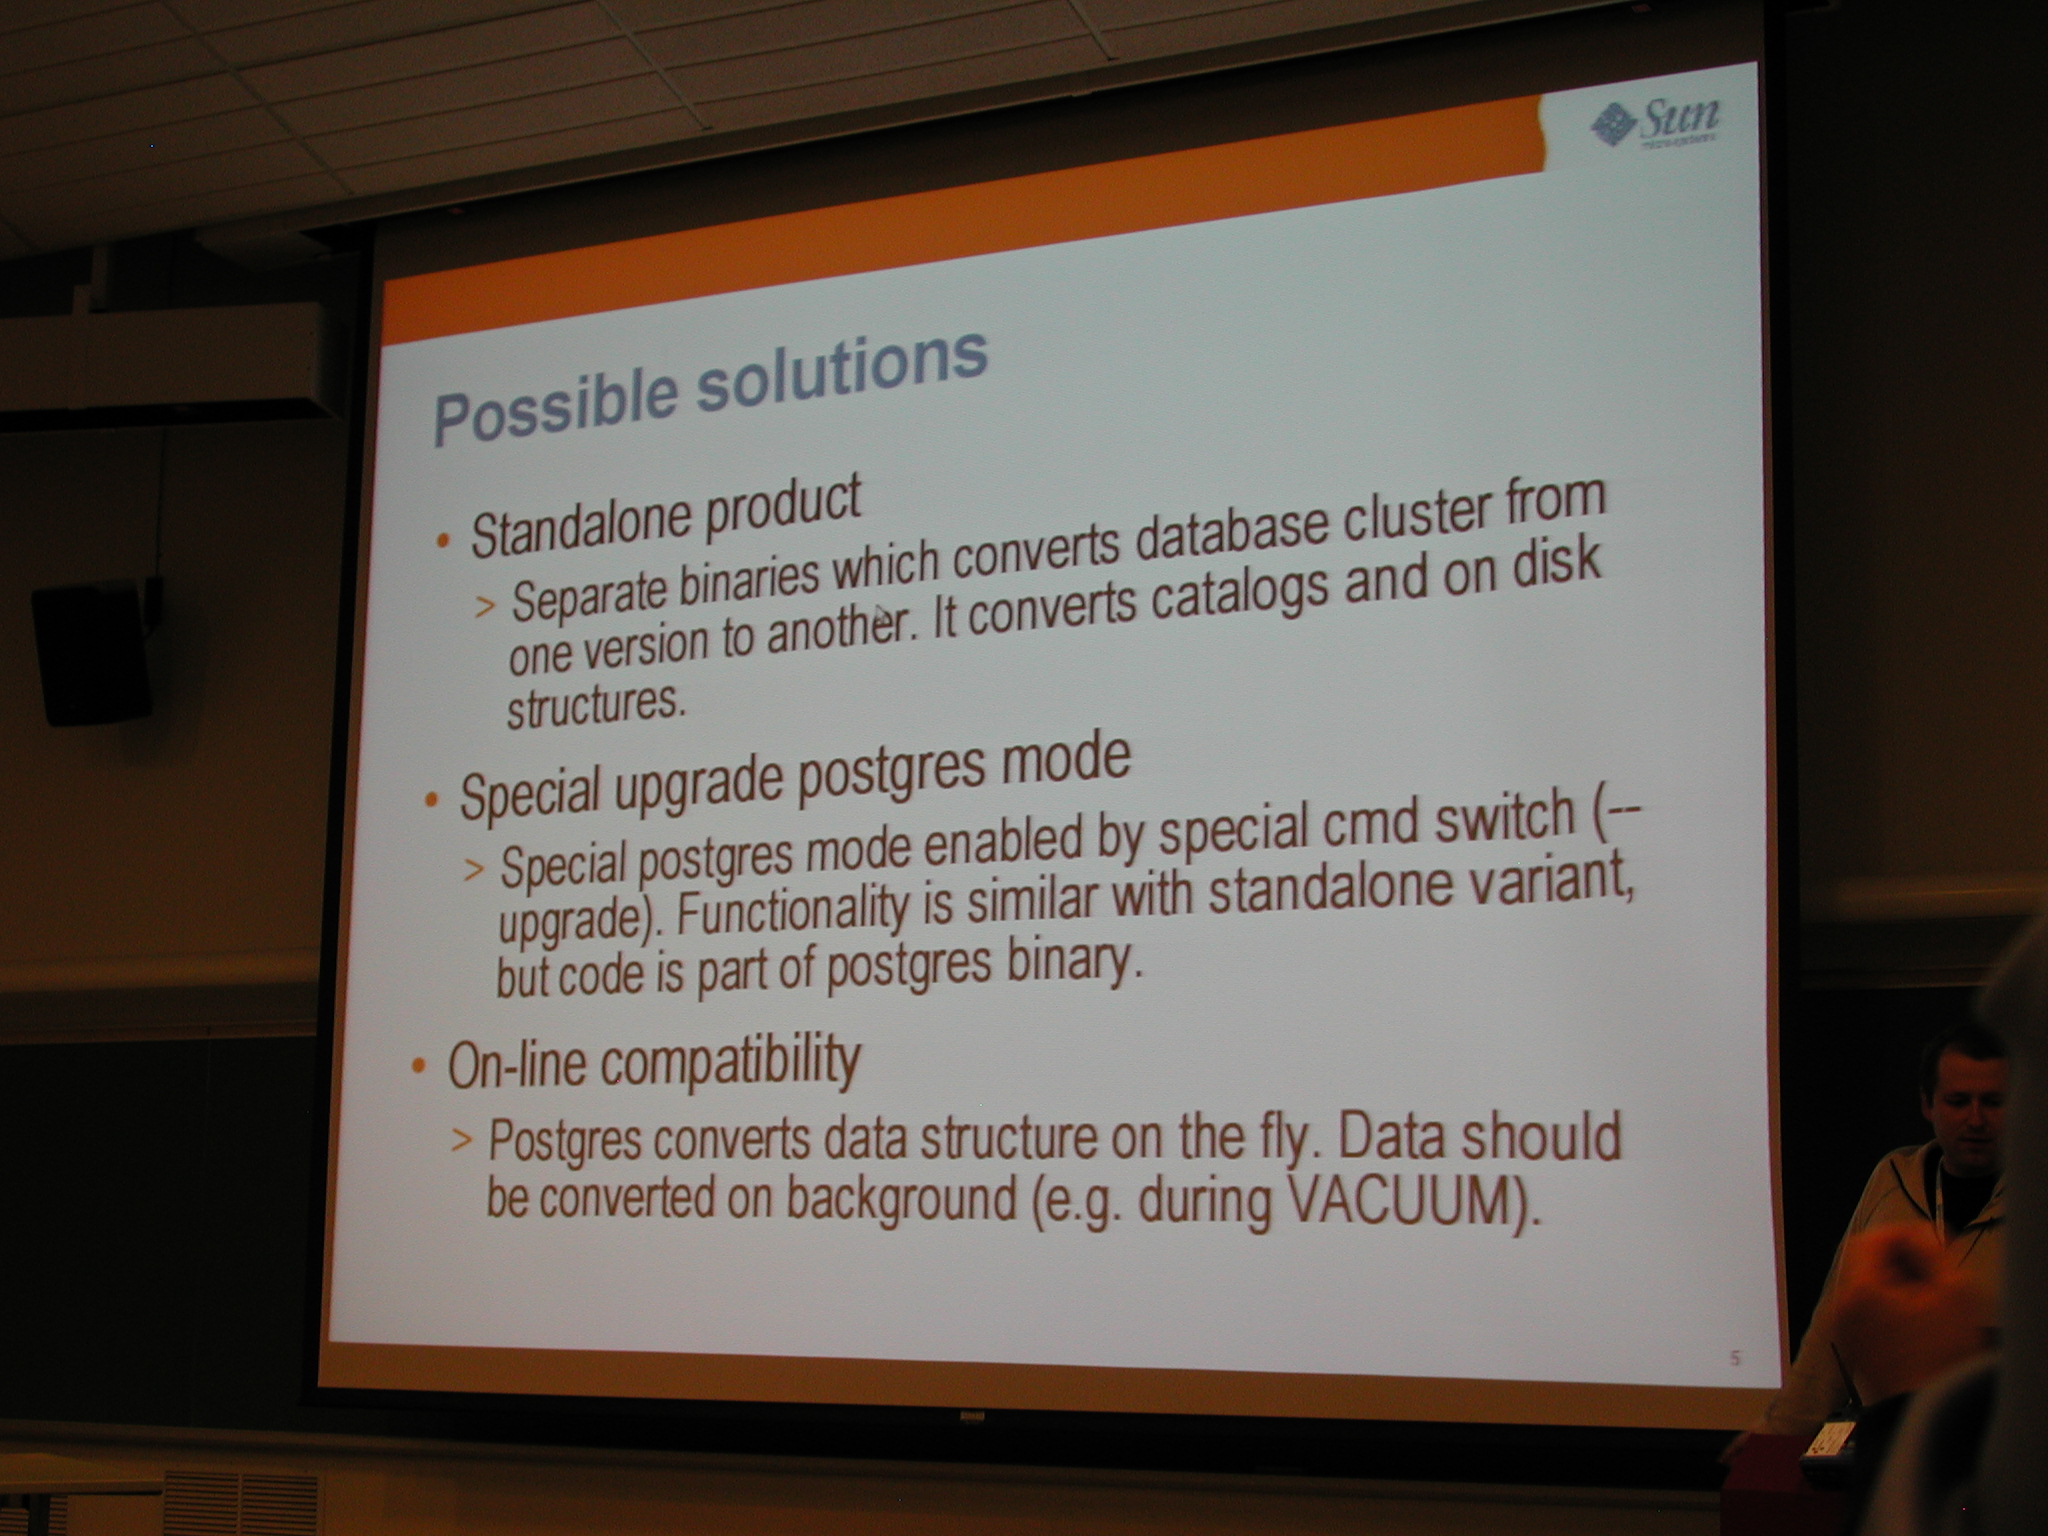 Sun
microsystems
Possible solutions
• Standalone product
> Separate binaries which converts database cluster from
one version to another. It converts catalogs and on disk
structures.
• Special upgrade postgres mode
> Special postgres mode enabled by special cmd switch (--
upgrade). Functionality is similar with standalone variant,
but code is part of postgres binary.
• On-line compatibility
> Postgres converts data structure on the fly. Data should
be converted on background (e.g. during VACUUM).
5